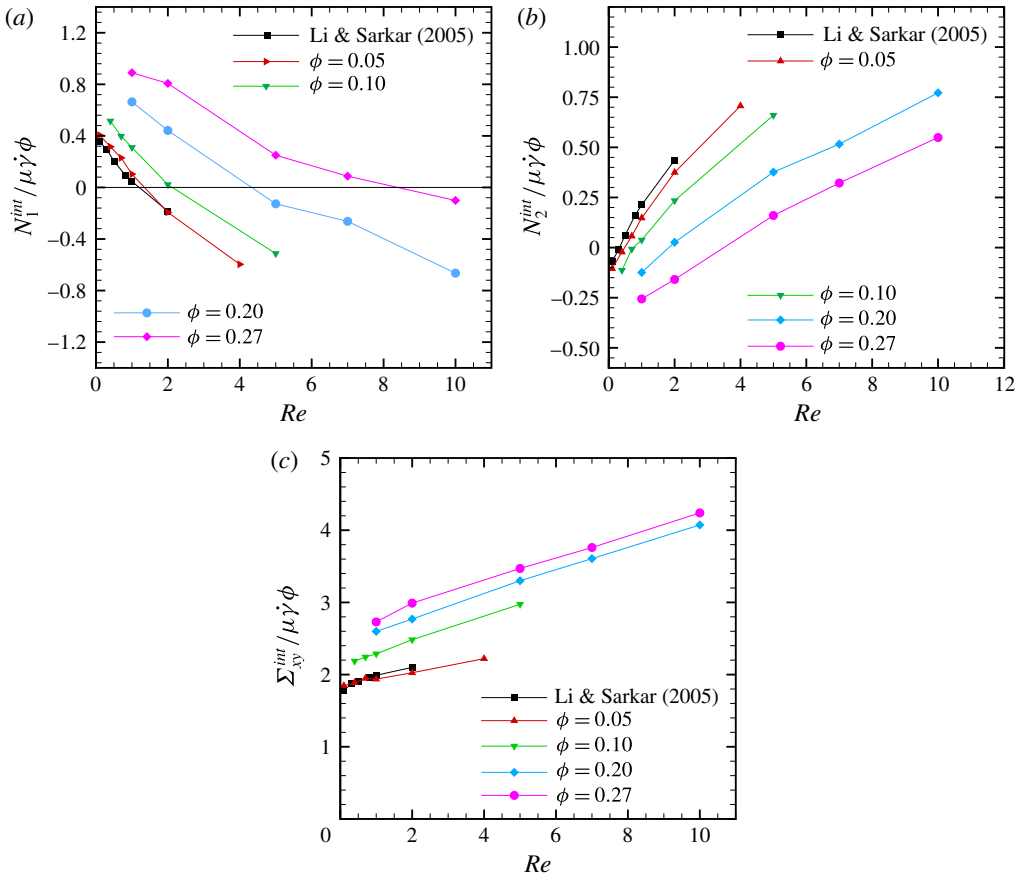 (a)
1.2
0.8
0.4
0
−0.4
−0.8
−1.2
N₁ⁱⁿᵗ/μγ̇ϕ
Li & Sarkar (2005)
ϕ = 0.05
ϕ = 0.10
ϕ = 0.20
ϕ = 0.27
0 2 4 6 8 10
Re
(b)
1.00
0.75
0.50
0.25
0
−0.25
−0.50
N₂ⁱⁿᵗ/μγ̇ϕ
Li & Sarkar (2005)
ϕ = 0.05
ϕ = 0.10
ϕ = 0.20
ϕ = 0.27
0 2 4 6 8 10 12
Re
(c)
5
4
3
2
1
Σ_xyⁱⁿᵗ/μγ̇ϕ
Li & Sarkar (2005)
ϕ = 0.05
ϕ = 0.10
ϕ = 0.20
ϕ = 0.27
0 2 4 6 8 10
Re